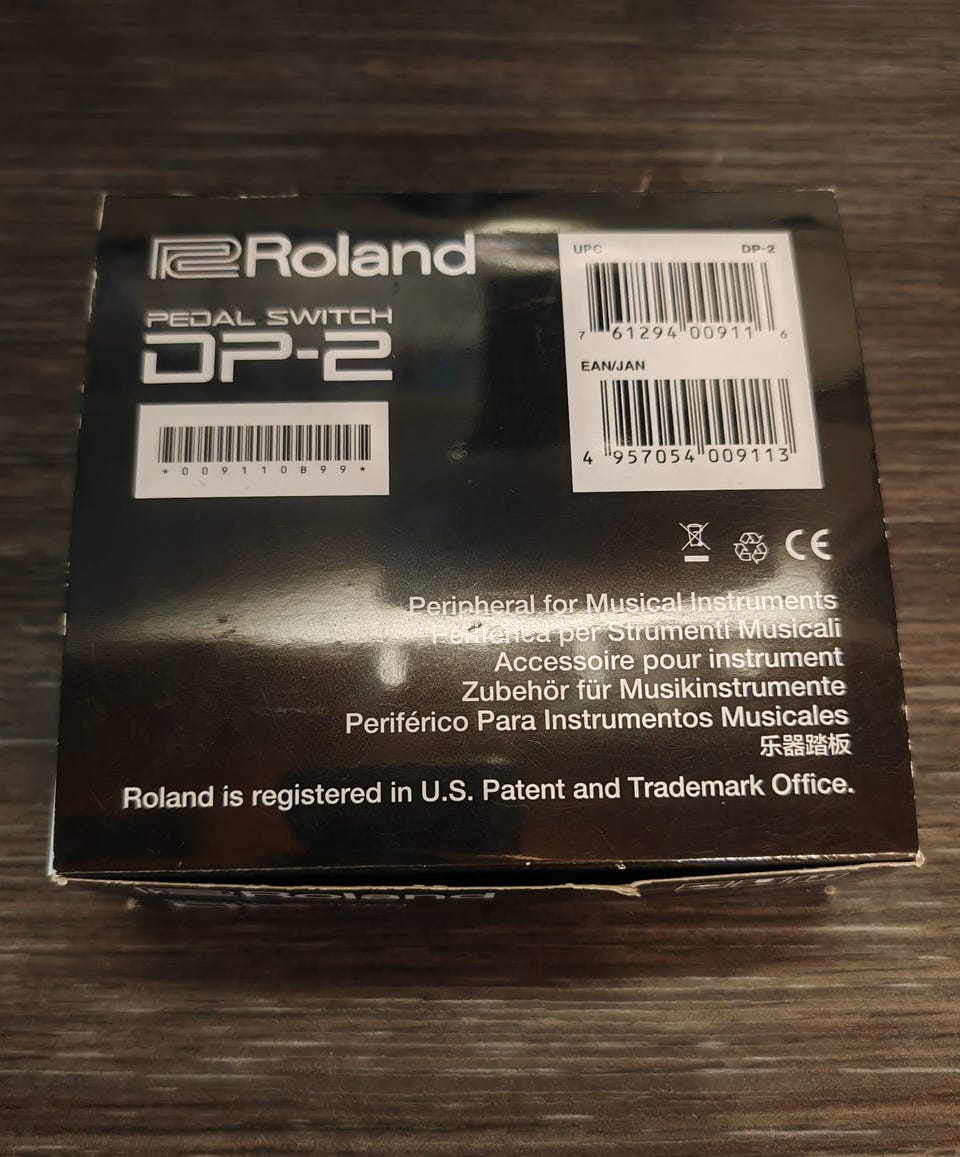 Roland
PEDAL SWITCH
DP-2
*009110B99*
UPC DP-2
7 61294 00911 6
EAN/JAN
4 957054 009113
CE
Peripheral for Musical Instruments
Periferica per Strumenti Musicali
Accessoire pour instrument
Zubehör für Musikinstrumente
Periférico Para Instrumentos Musicales
乐器踏板
Roland is registered in U.S. Patent and Trademark Office.
Roland